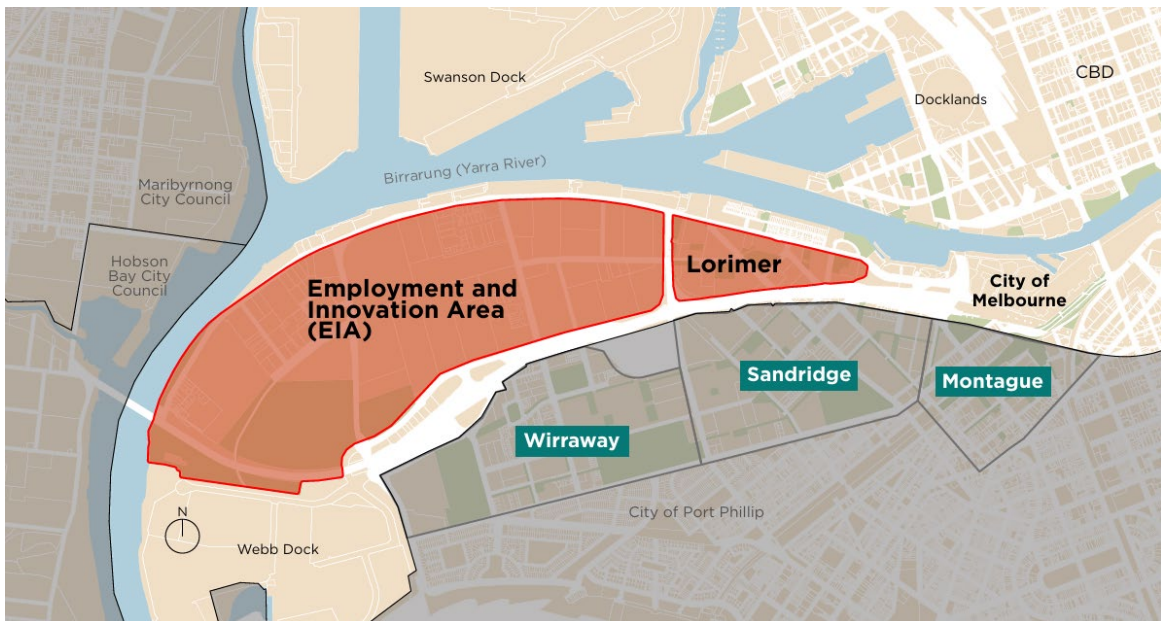 Swanson Dock
CBD
Docklands
Birrarung (Yarra River)
Maribyrnong
City Council
Hobson
Bay City
Council
Employment and
Innovation Area
(EIA)
Lorimer
City of
Melbourne
Sandridge
Montague
Wirraway
City of Port Phillip
N
Webb Dock